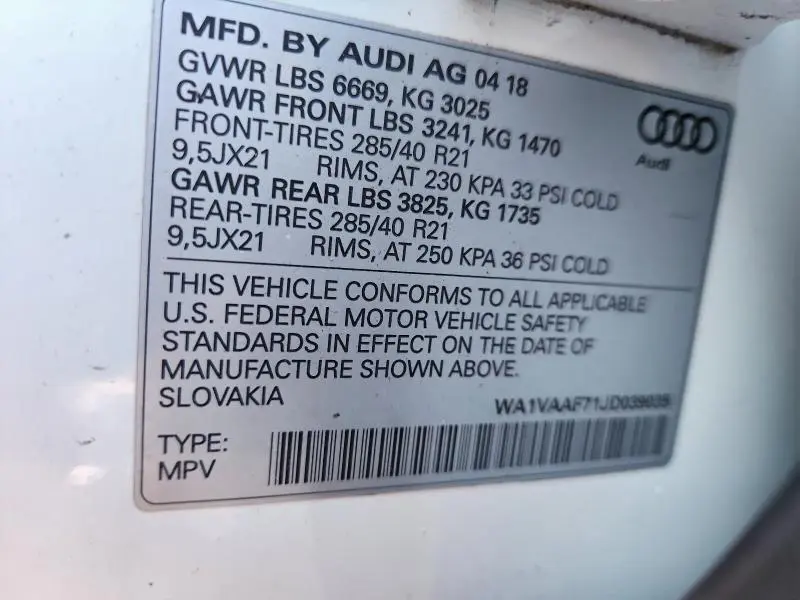 MFD. BY AUDI AG 04 18
GVWR LBS 6669, KG 3025
GAWR FRONT LBS 3241, KG 1470
FRONT-TIRES 285/40 R21
9,5JX21 RIMS, AT 230 KPA 33 PSI COLD
GAWR REAR LBS 3825, KG 1735
REAR-TIRES 285/40 R21
9,5JX21 RIMS, AT 250 KPA 36 PSI COLD
Audi
THIS VEHICLE CONFORMS TO ALL APPLICABLE
U.S. FEDERAL MOTOR VEHICLE SAFETY
STANDARDS IN EFFECT ON THE DATE OF
MANUFACTURE SHOWN ABOVE.
SLOVAKIA
WA1VAAF71JD039035
TYPE:
MPV